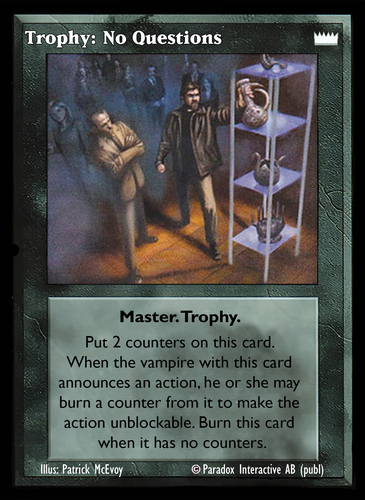 Trophy: No Questions
Master. Trophy.
Put 2 counters on this card.
When the vampire with this card
announces an action, he or she may
burn a counter from it to make the
action unblockable. Burn this card
when it has no counters.
Illus: Patrick McEvoy © Paradox Interactive AB (publ)